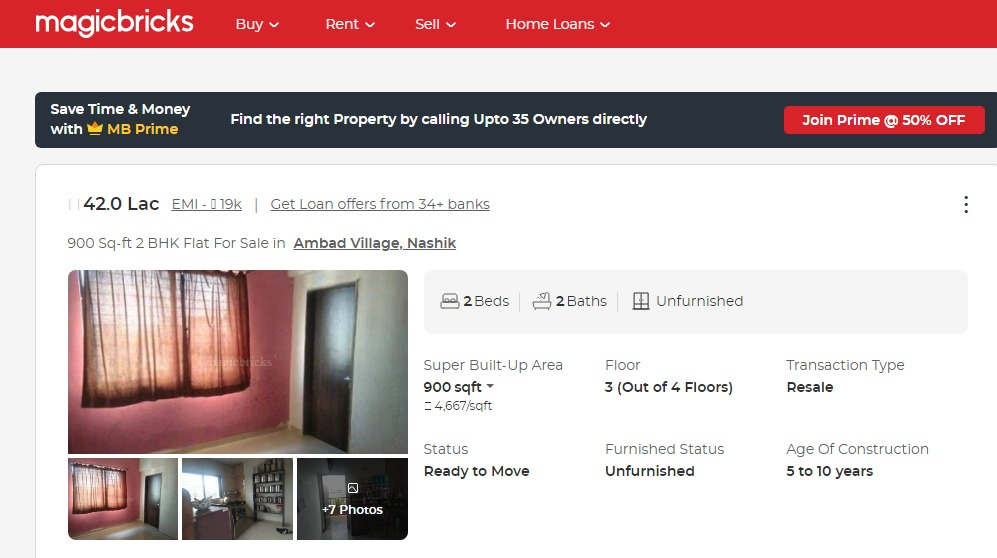 magicbricks
Buy Rent Sell Home Loans
Save Time & Money
with MB Prime
Find the right Property by calling Upto 35 Owners directly
Join Prime @ 50% OFF
42.0 Lac EMI - 19k | Get Loan offers from 34+ banks
900 Sq-ft 2 BHK Flat For Sale in Ambad Village, Nashik
magicbricks
2 Beds 2 Baths Unfurnished
Super Built-Up Area Floor Transaction Type
900 sqft 3 (Out of 4 Floors) Resale
4,667/sqft
Status Furnished Status Age Of Construction
Ready to Move Unfurnished 5 to 10 years
+7 Photos